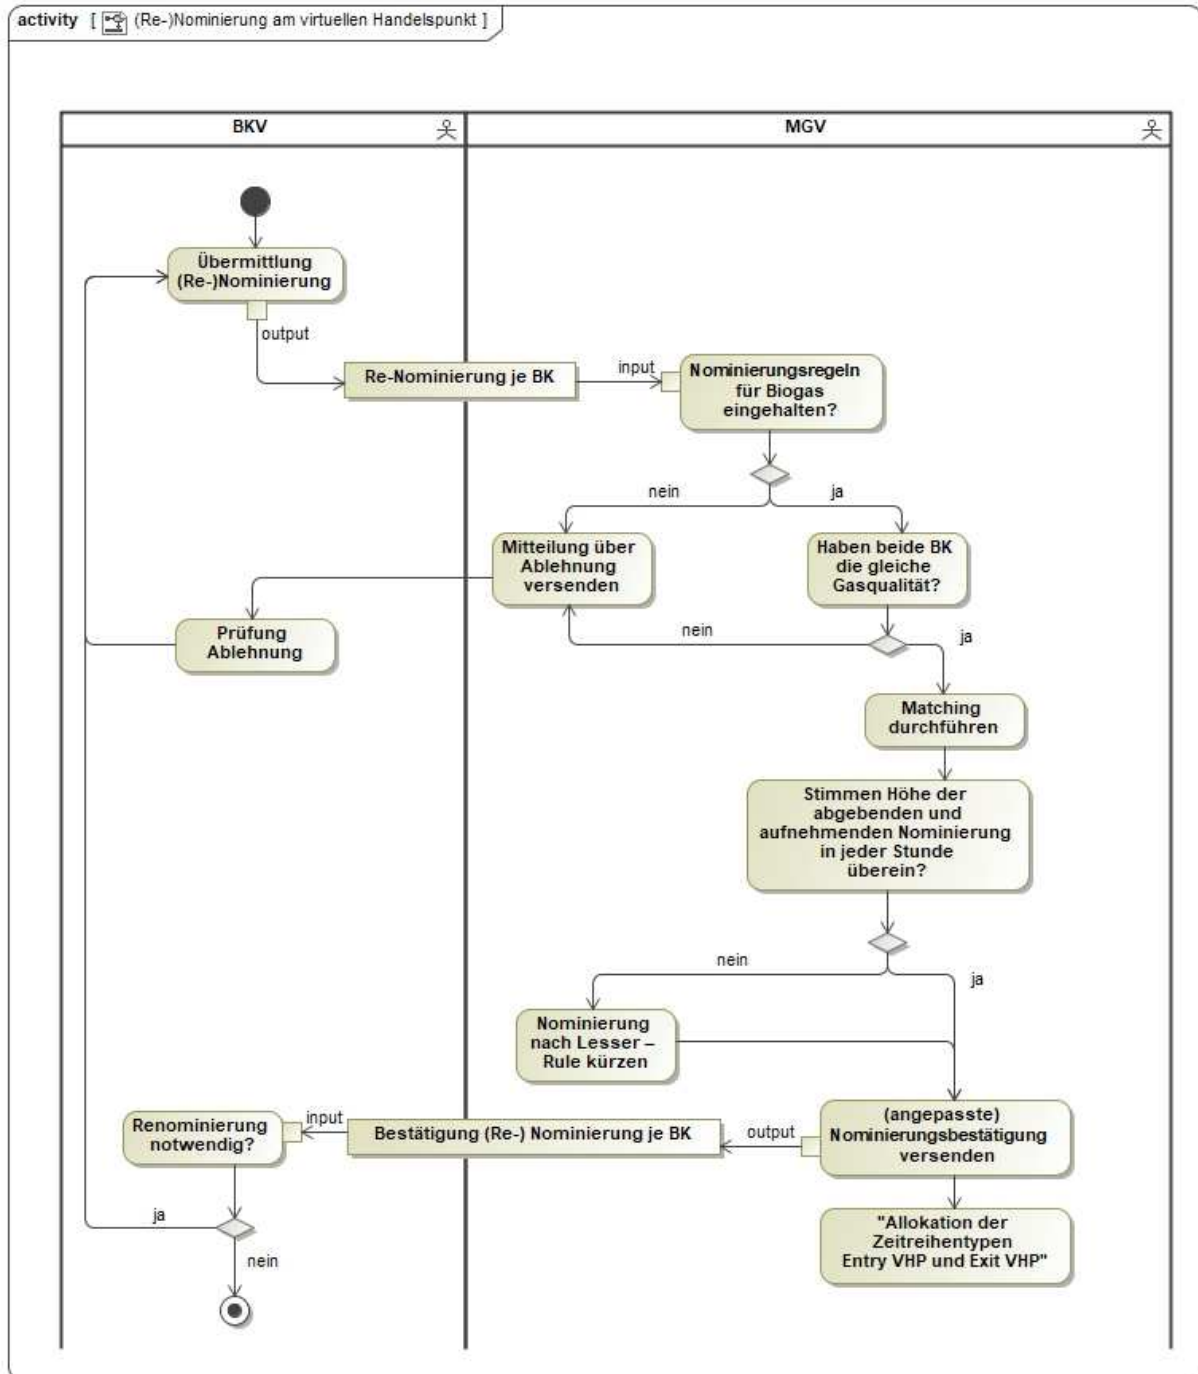 activity [ (Re-)Nominierung am virtuellen Handelspunkt ]
BKV
MGV
Übermittlung
(Re-)Nominierung
output
Re-Nominierung je BK
input
Nominierungsregeln
für Biogas
eingehalten?
nein
ja
Mitteilung über
Ablehnung
versenden
Haben beide BK
die gleiche
Gasqualität?
Prüfung
Ablehnung
nein
ja
Matching
durchführen
Stimmen Höhe der
abgebenden und
aufnehmenden Nominierung
in jeder Stunde
überein?
nein
ja
Nominierung
nach Lesser –
Rule kürzen
Renominierung
notwendig?
input
Bestätigung (Re-) Nominierung je BK
output
(angepasste)
Nominierungsbestätigung
versenden
ja
nein
"Allokation der
Zeitreihentypen
Entry VHP und Exit VHP"